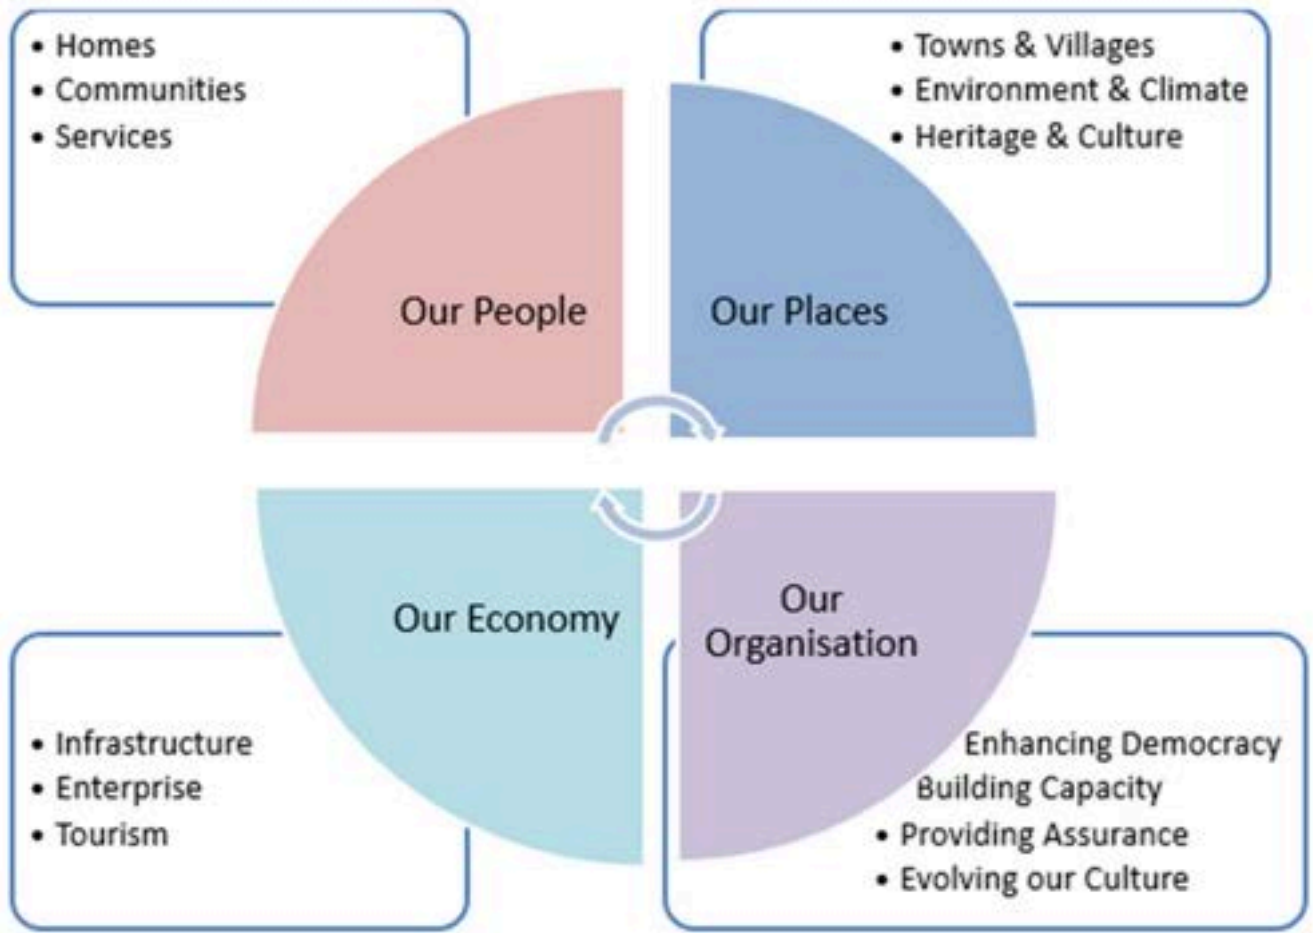 • Homes
• Communities
• Services
• Towns & Villages
• Environment & Climate
• Heritage & Culture
Our People
Our Places
Our Economy
Our
Organisation
• Infrastructure
• Enterprise
• Tourism
Enhancing Democracy
Building Capacity
• Providing Assurance
• Evolving our Culture